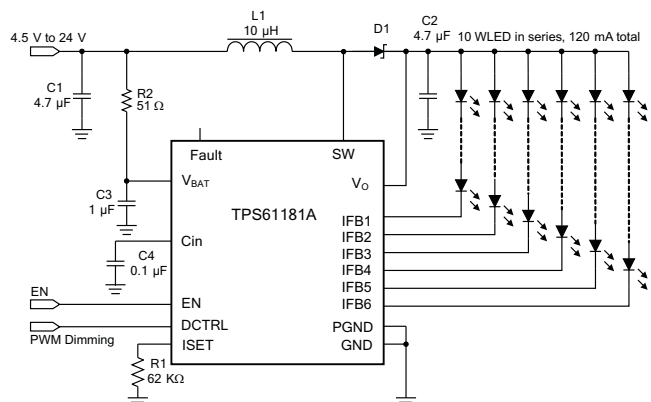 L1
10 µH
D1
C2
4.7 µF
10 WLED in series, 120 mA total
4.5 V to 24 V
C1
4.7 µF
R2
51 Ω
Fault
SW
VBAT
VO
C3
1 µF
TPS61181A
IFB1
IFB2
IFB3
IFB4
IFB5
IFB6
Cin
C4
0.1 µF
EN
EN
DCTRL
PGND
PWM Dimming
ISET
GND
R1
62 KΩ